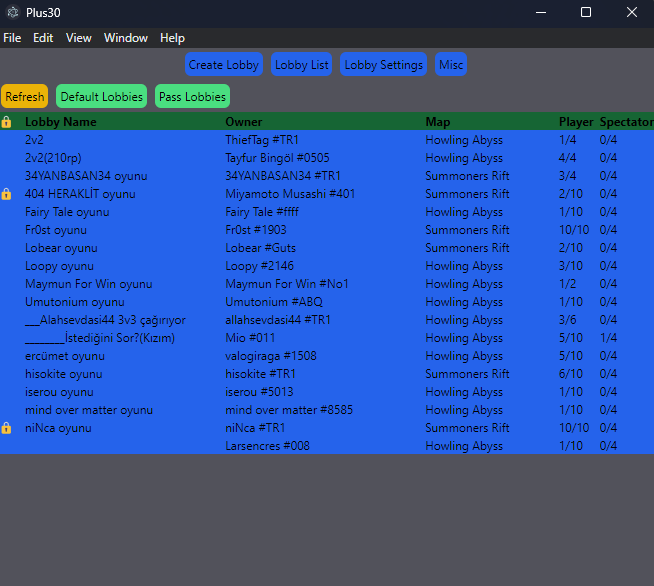 Plus30
File Edit View Window Help
Create Lobby Lobby List Lobby Settings Misc
Refresh Default Lobbies Pass Lobbies
Lobby Name Owner Map Player Spectator
2v2 ThiefTag #TR1 Howling Abyss 1/4 0/4
2v2(210rp) Tayfur Bingöl #0505 Howling Abyss 4/4 0/4
34YANBASAN34 oyunu 34YANBASAN34 #TR1 Summoners Rift 3/4 0/4
404 HERAKLİT oyunu Miyamoto Musashi #401 Summoners Rift 2/10 0/4
Fairy Tale oyunu Fairy Tale #ffff Howling Abyss 1/10 0/4
Fr0st oyunu Fr0st #1903 Summoners Rift 10/10 0/4
Lobear oyunu Lobear #Guts Summoners Rift 2/10 0/4
Loopy oyunu Loopy #2146 Howling Abyss 3/10 0/4
Maymun For Win oyunu Maymun For Win #No1 Howling Abyss 1/2 0/4
Umutonium oyunu Umutonium #ABQ Howling Abyss 1/10 0/4
___Alahsevdasi44 3v3 çağırıyor allahsevdasi44 #TR1 Howling Abyss 3/6 0/4
________İstediğini Sor?(Kızım) Mio #011 Howling Abyss 5/10 1/4
ercümet oyunu valogiraga #1508 Howling Abyss 5/10 0/4
hisokite oyunu hisokite #TR1 Summoners Rift 6/10 0/4
iserou oyunu iserou #5013 Howling Abyss 1/10 0/4
mind over matter oyunu mind over matter #8585 Howling Abyss 1/10 0/4
niNca oyunu niNca #TR1 Summoners Rift 10/10 0/4
Larsencres #008 Howling Abyss 1/10 0/4